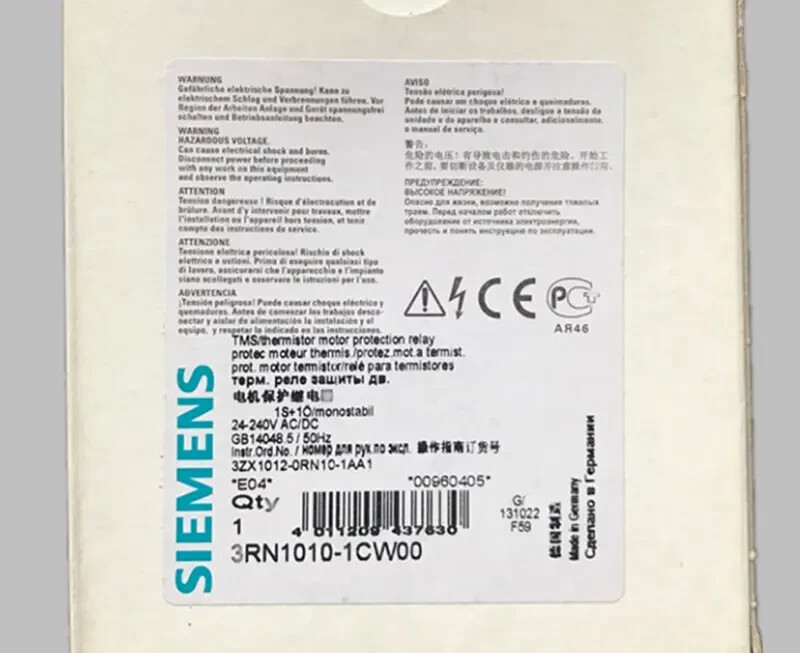 WARNUNG
Gefährliche elektrische Spannung! Kann zu
elektrischem Schlag und Verbrennungen führen. Vor
Beginn der Arbeiten Anlage und Gerät spannungsfrei
schalten und Betriebsanleitung beachten.
WARNING
HAZARDOUS VOLTAGE.
Can cause electrical shock and burns.
Disconnect power before proceeding
with any work on this equipment
and observe the operating instructions.
ATTENTION
Tension dangereuse ! Risque d'électrocution et de
brûlure. Avant d'y intervenir pour travaux, mettre
l'installation ou l'appareil hors tension, et tenir
compte des instructions de service.
ATTENZIONE
Tensione elettrica pericolosa! Rischio di shock
elettrico e ustioni. Prima di eseguire qualsiasi tipo
di lavoro, assicurarsi che l'apparecchio e l'impianto
siano scollegati e osservare le istruzioni per l'uso.
ADVERTENCIA
¡Tensión peligrosa! Puede causar choque eléctrico y
quemaduras. Antes de comenzar los trabajos desco-
nectar y aislar de alimentación la instalación y el
equipo, y respetar lo indicado en las instrucciones.
AVISO
Tensão elétrica perigosa!
Pode causar um choque elétrico e queimaduras.
Antes de iniciar os trabalhos, desligue a tensão da
unidade e do aparelho e consultar, adicionalmente,
o manual de serviço.
警告:
危险的电压! 有导致电击和灼伤的危险。开始工
作之前, 要切断设备及仪器的电源并注意操作
ПРЕДУПРЕЖДЕНИЕ:
ВЫСОКОЕ НАПРЯЖЕНИЕ!
Опасно для жизни, возможно получение тяжелых
травм. Перед началом работ отключить
оборудование от источника электроэнергии,
прочесть и понять инструкцию по эксплуатации.
CE
АЯ46
SIEMENS
TMS/thermistor motor protection relay
protec moteur thermis./protez.mot.a termist.
prot. motor termistor/relé para termistores
терм. реле защиты дв.
电机保护继电
1S+1Ö/monostabil
24-240V AC/DC
GB14048.5 / 50Hz
Instr.Ord.No. / номер для рук.по экспл. 操作指南订货号
3ZX1012-0RN10-1AA1
"E04" "00960405"
Qty
1
4 011209 437630
3RN1010-1CW00
G/
131022
F59
德国制造
Made in Germany
Сделано в Германии